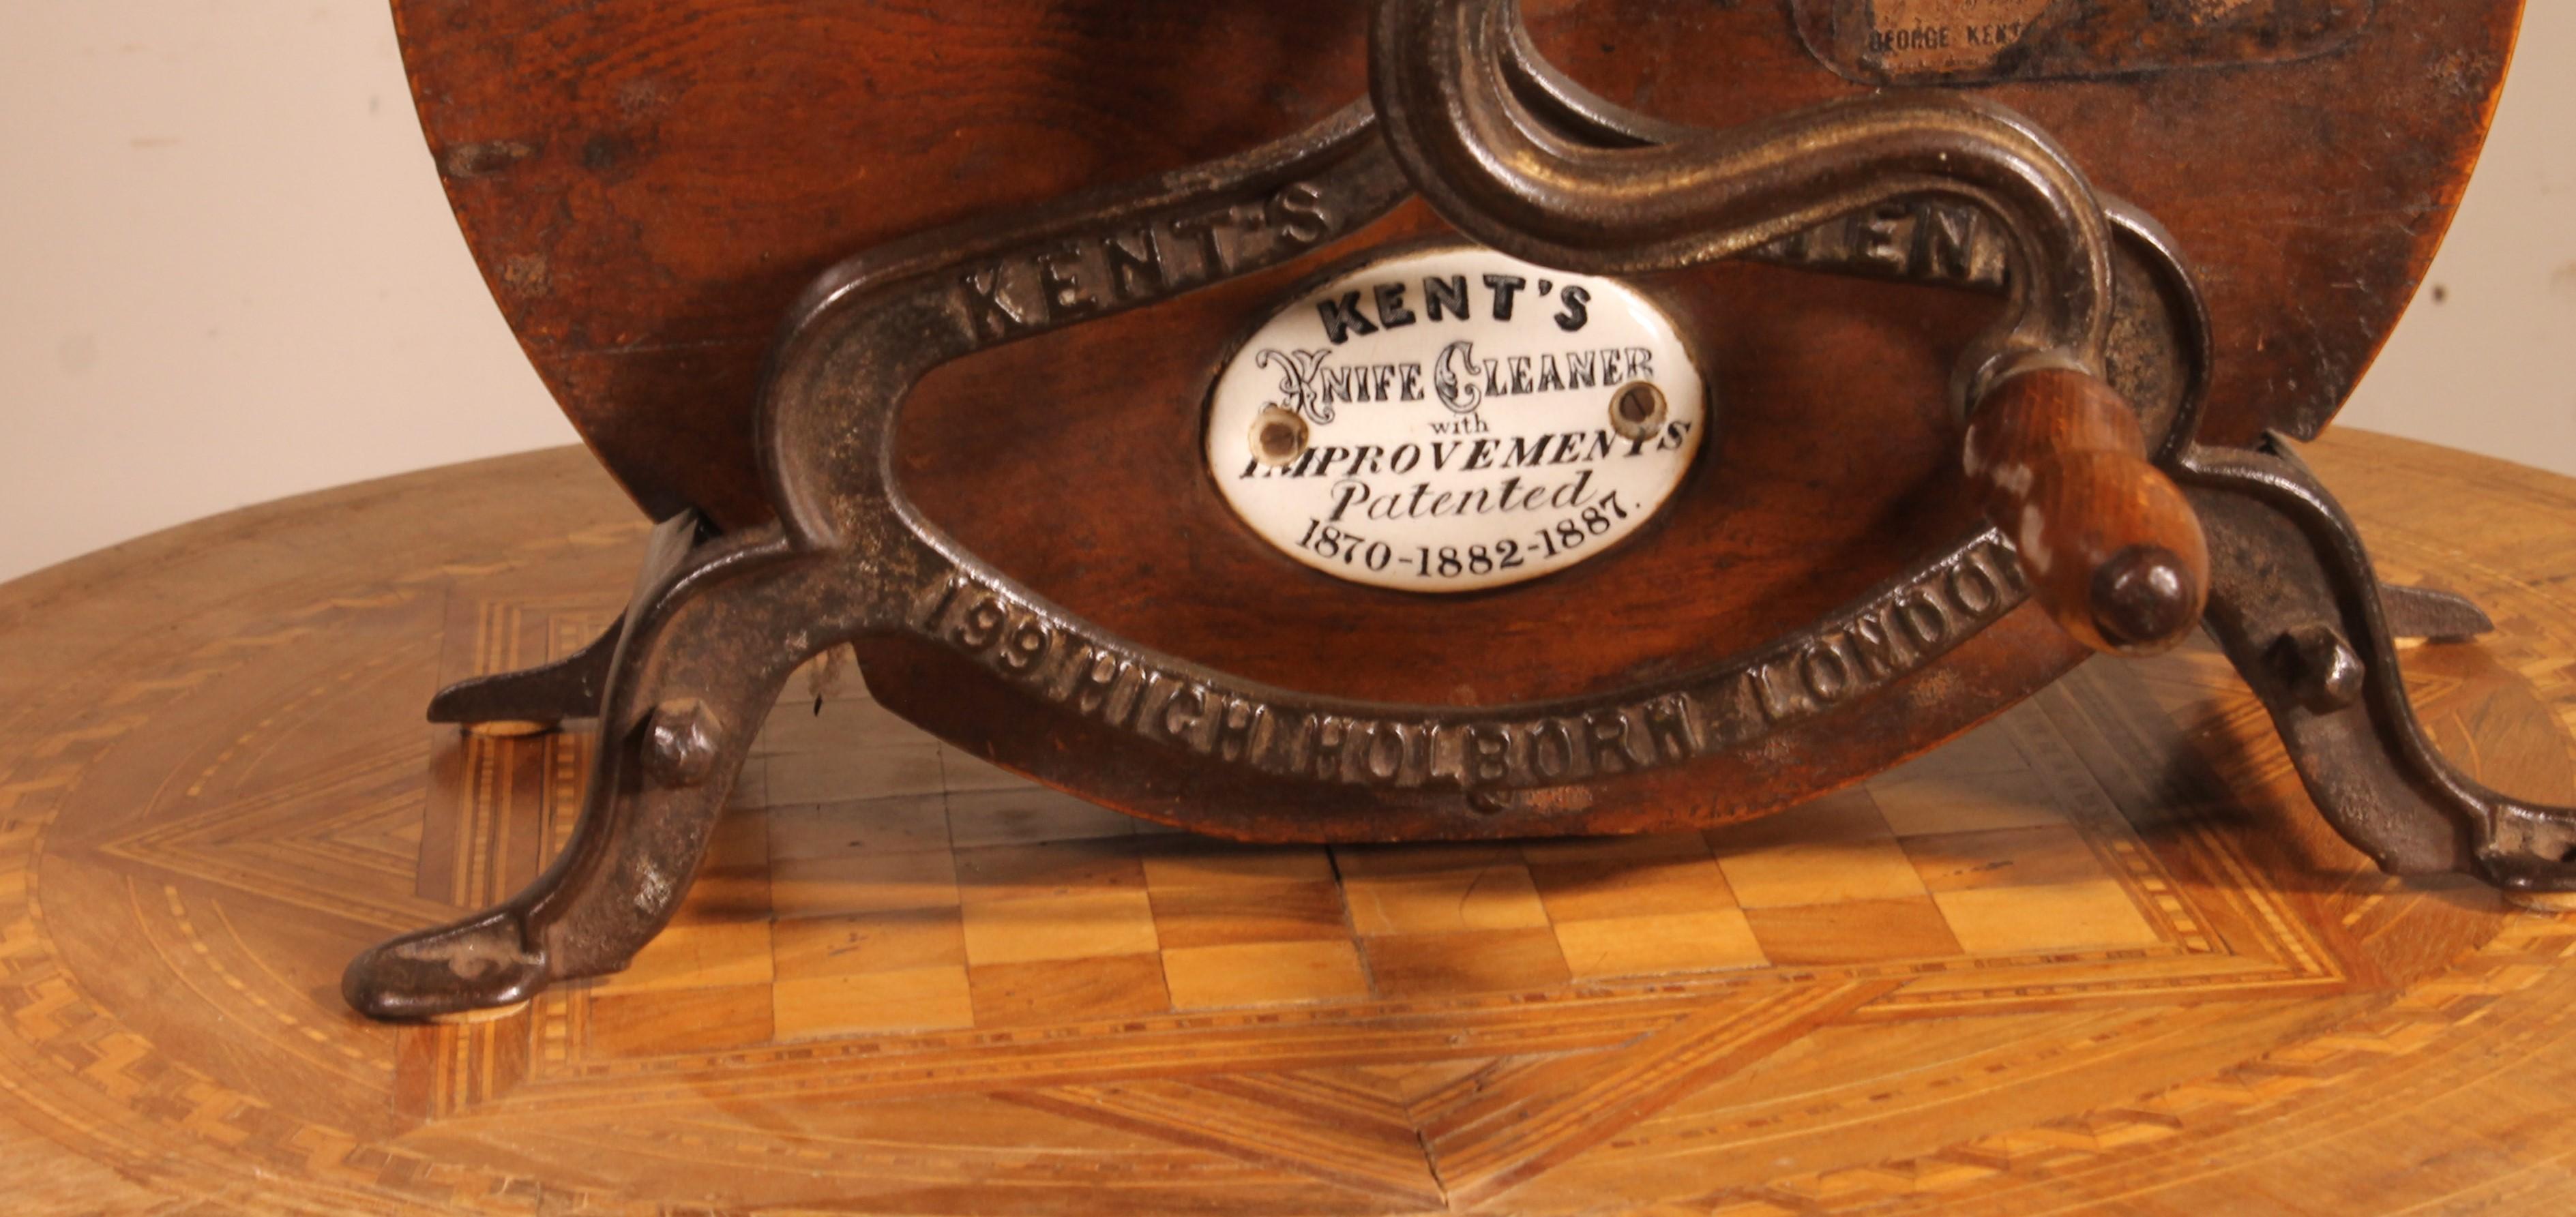 GEORGE KENT
KENT'S
KENT'S
KNIFE CLEANER
with
IMPROVEMENTS
Patented
1870-1882-1887.
199 HIGH HOLBORN LONDON